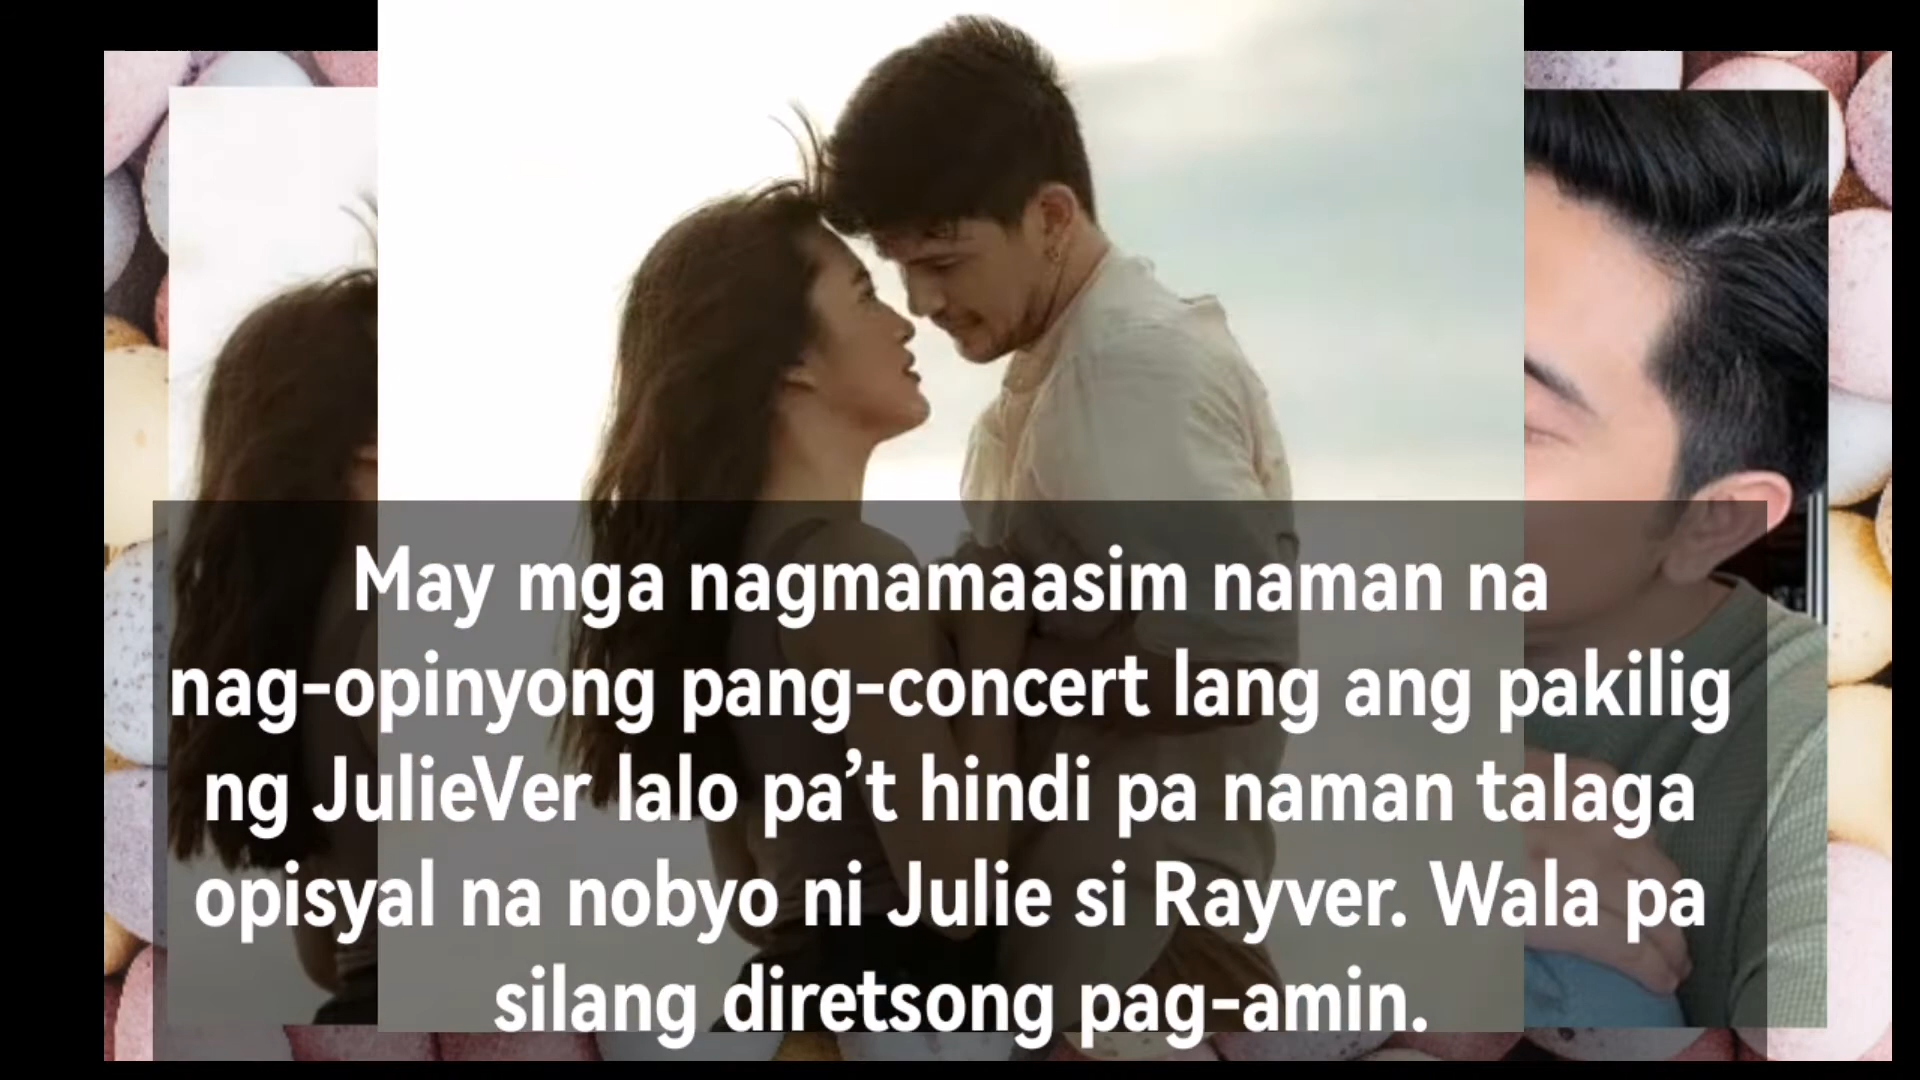 May mga nagmamaasim naman na
nag-opinyong pang-concert lang ang pakilig
ng JulieVer lalo pa’t hindi pa naman talaga
opisyal na nobyo ni Julie si Rayver. Wala pa
silang diretsong pag-amin.